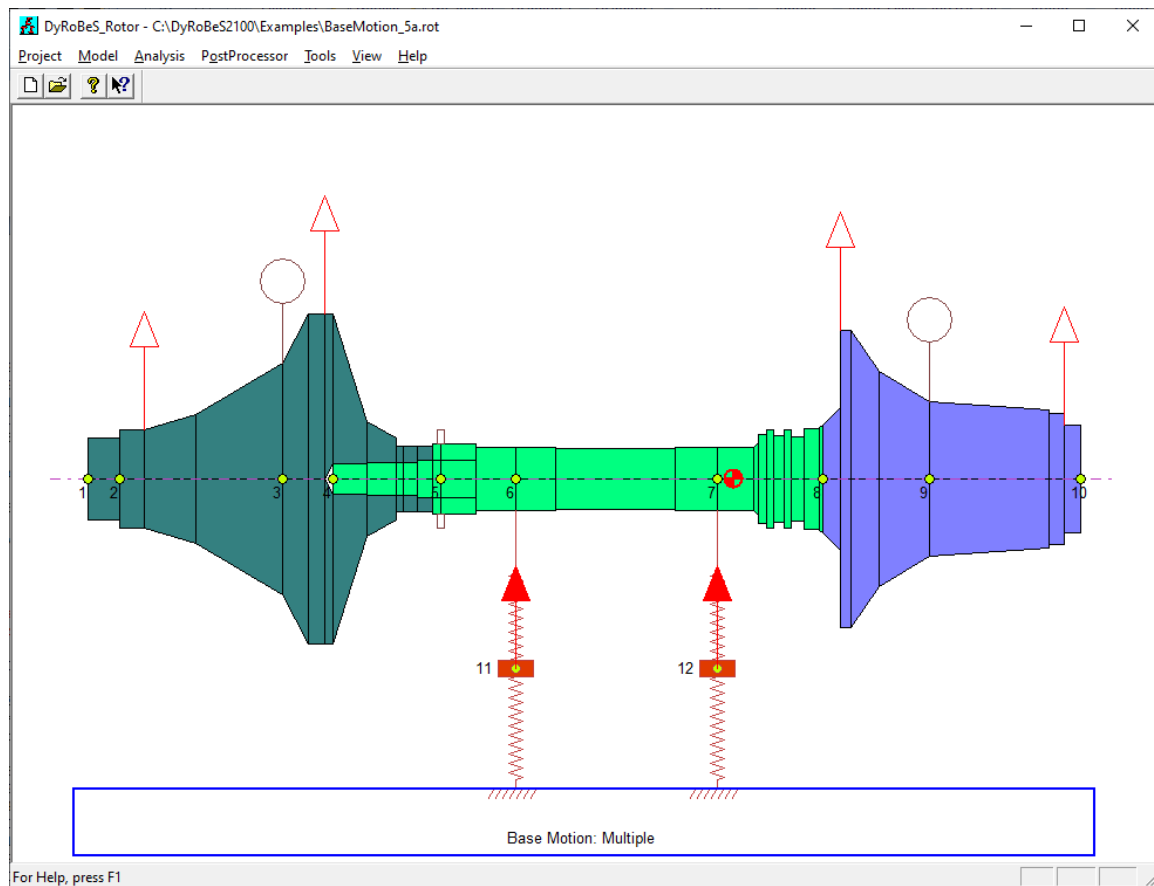 DyRoBeS_Rotor - C:\DyRoBeS2100\Examples\BaseMotion_5a.rot
Project Model Analysis PostProcessor Tools View Help
1 2 3 4 5 6 7 8 9 10
11 12
Base Motion: Multiple
For Help, press F1